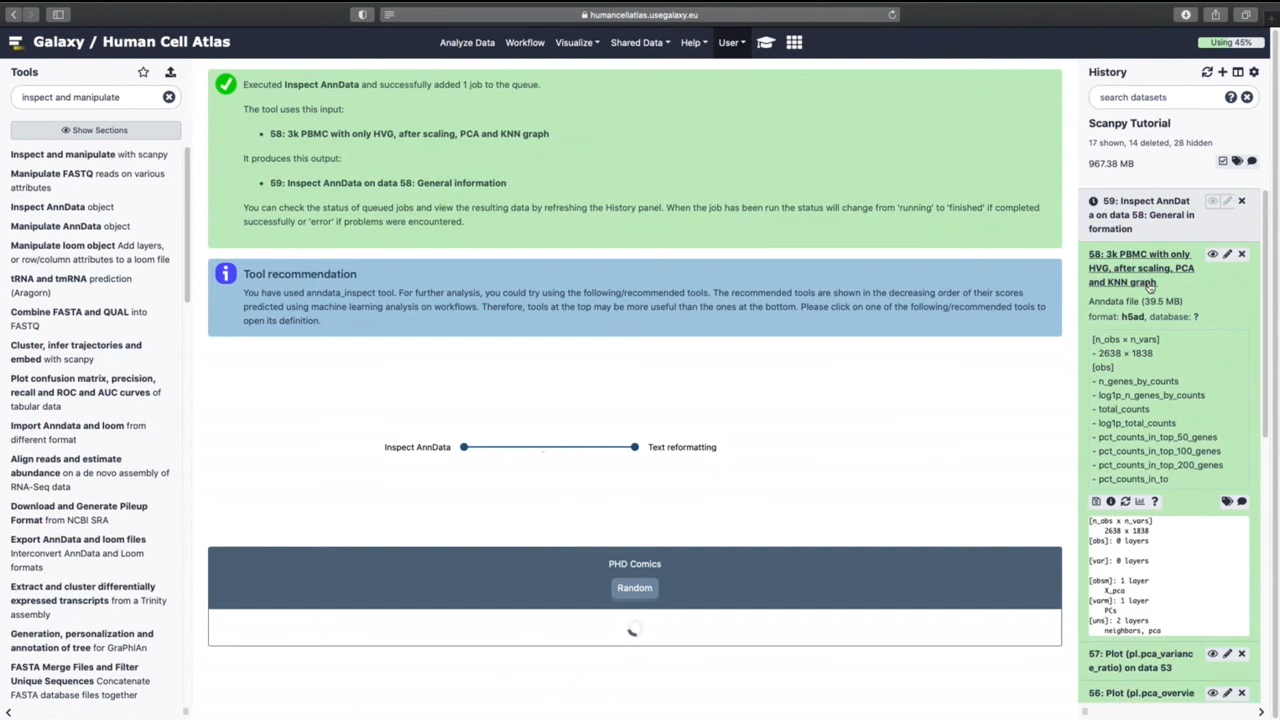 humancellatlas.usegalaxy.eu
Galaxy / Human Cell Atlas
Analyze Data Workflow Visualize Shared Data Help User
Using 45%
Tools
inspect and manipulate
Show Sections
Inspect and manipulate with scanpy
Manipulate FASTQ reads on various
attributes
Inspect AnnData object
Manipulate AnnData object
Manipulate loom object Add layers,
or row/column attributes to a loom file
tRNA and tmRNA prediction
(Aragorn)
Combine FASTA and QUAL into
FASTQ
Cluster, infer trajectories and
embed with scanpy
Plot confusion matrix, precision,
recall and ROC and AUC curves of
tabular data
Import Anndata and loom from
different format
Align reads and estimate
abundance on a de novo assembly of
RNA-Seq data
Download and Generate Pileup
Format from NCBI SRA
Export AnnData and loom files
Interconvert AnnData and Loom
formats
Extract and cluster differentially
expressed transcripts from a Trinity
assembly
Generation, personalization and
annotation of tree for GraPhlAn
FASTA Merge Files and Filter
Unique Sequences Concatenate
FASTA database files together
Executed Inspect AnnData and successfully added 1 job to the queue.
The tool uses this input:
• 58: 3k PBMC with only HVG, after scaling, PCA and KNN graph
It produces this output:
• 59: Inspect AnnData on data 58: General information
You can check the status of queued jobs and view the resulting data by refreshing the History panel. When the job has been run the status will change from 'running' to 'finished' if completed
successfully or 'error' if problems were encountered.
Tool recommendation
You have used anndata_inspect tool. For further analysis, you could try using the following/recommended tools. The recommended tools are shown in the decreasing order of their scores
predicted using machine learning analysis on workflows. Therefore, tools at the top may be more useful than the ones at the bottom. Please click on one of the following/recommended tools to
open its definition.
Inspect AnnData
Text reformatting
PHD Comics
Random
History
search datasets
Scanpy Tutorial
17 shown, 14 deleted, 28 hidden
967.38 MB
59: Inspect AnnDat
a on data 58: General in
formation
58: 3k PBMC with only
HVG, after scaling, PCA
and KNN graph
Anndata file (39.5 MB)
format: h5ad, database: ?
[n_obs × n_vars]
- 2638 × 1838
[obs]
- n_genes_by_counts
- log1p_n_genes_by_counts
- total_counts
- log1p_total_counts
- pct_counts_in_top_50_genes
- pct_counts_in_top_100_genes
- pct_counts_in_top_200_genes
- pct_counts_in_to
[n_obs x n_vars]
2638 x 1838
[obs]: 0 layers
[var]: 0 layers
[obsm]: 1 layer
X_pca
[varm]: 1 layer
PCs
[uns]: 2 layers
neighbors, pca
57: Plot (pl.pca_varianc
e_ratio) on data 53
56: Plot (pl.pca_overvie